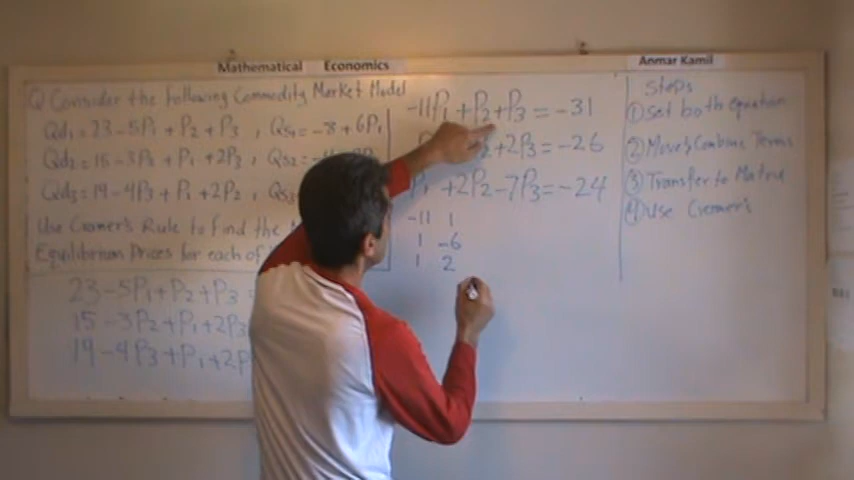 Mathematical Economics
Anmar Kamil
Q Consider the following Commodity Market Model
Qd1 = 23 - 5P1 + P2 + P3 , Qs1 = -8 + 6P1
Qd2 = 15 - 3P2 + P1 + 2P3 , Qs2 =
Qd3 = 19 - 4P3 + P1 + 2P2 , Qs3
Use Cramer's Rule to find the
Equilibrium Prices for each of
23 - 5P1 + P2 + P3 =
15 - 3P2 + P1 + 2P3
19 - 4P3 + P1 + 2P
-11P1 + P2 + P3 = -31
+ 2P3 = -26
P1 + 2P2 - 7P3 = -24
-11 1
1 -6
1 2
Steps
① Set both equation
② Move & Combine Terms
③ Transfer to Matrix
④ Use Cremer's